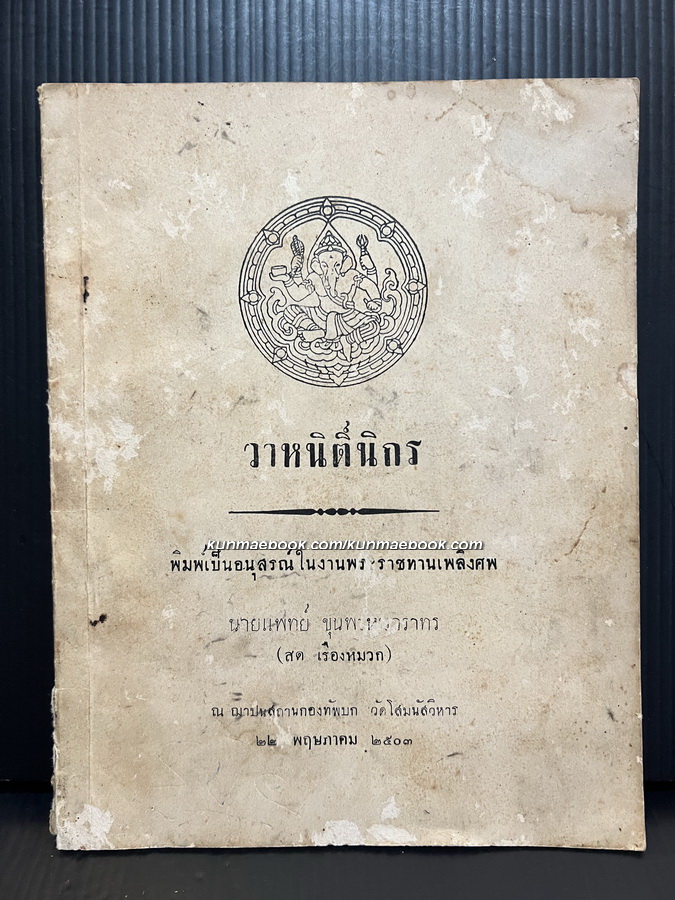 วาหนิติ์นิกร
kunmaebook.com/kunmaebook.com
พิมพ์เป็นอนุสรณ์ในงานพระราชทานเพลิงศพ
นายแพทย์ ขุน
(สด เรืองหมวก)
ณ ฌาปนสถานกองทัพบก วัดโสมนัสวิหาร
๒๒ พฤษภาคม ๒๕๐๓